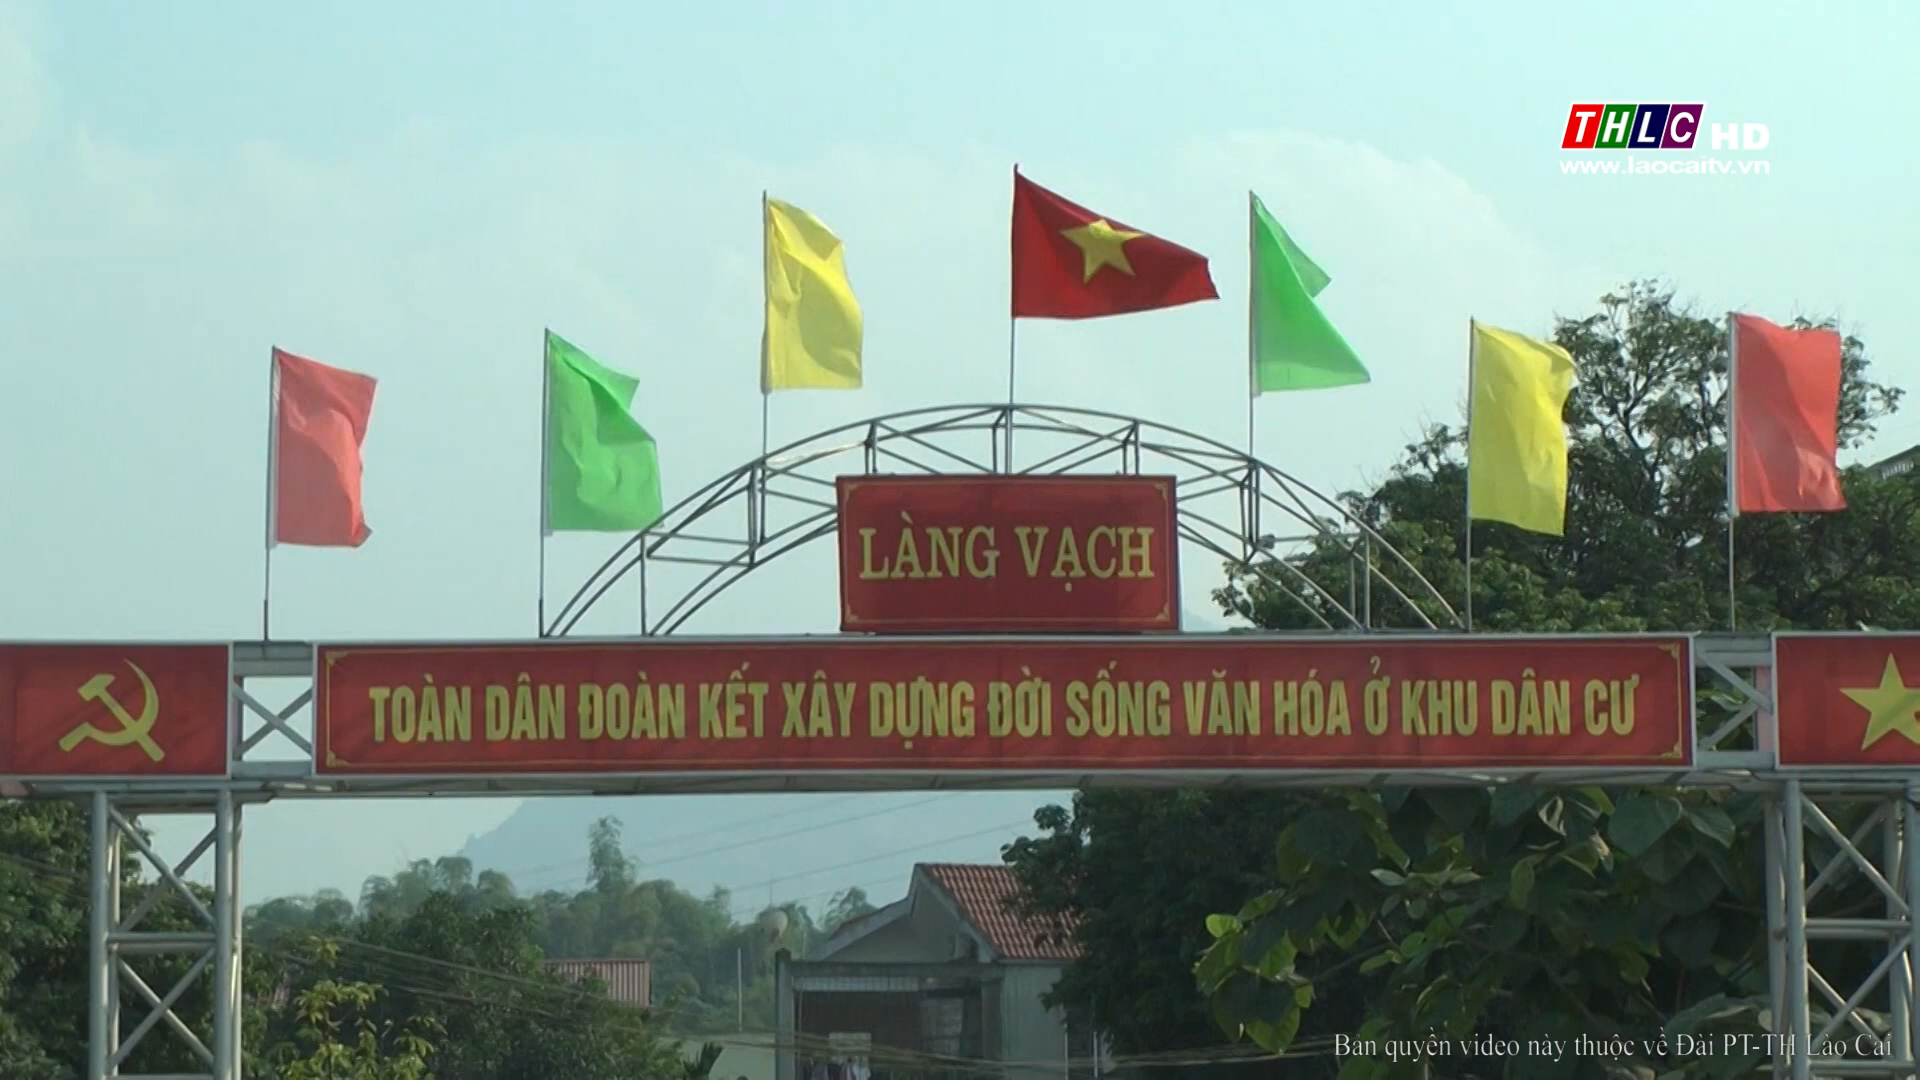 THLC HD
www.laocaitv.vn
LÀNG VẠCH
TOÀN DÂN ĐOÀN KẾT XÂY DỰNG ĐỜI SỐNG VĂN HÓA Ở KHU DÂN CƯ
Bản quyền video này thuộc về Đài PT-TH Lào Cai